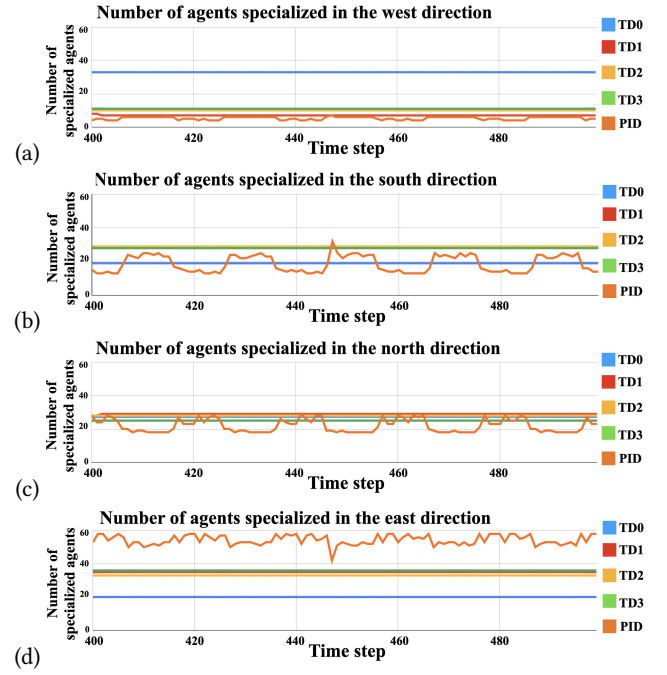 Number of agents specialized in the west direction
Number of
specialized agents
60
40
20
0
400
420
440
460
480
Time step
TD0
TD1
TD2
TD3
PID
(a)
Number of agents specialized in the south direction
Number of
specialized agents
60
40
20
0
400
420
440
460
480
Time step
TD0
TD1
TD2
TD3
PID
(b)
Number of agents specialized in the north direction
Number of
specialized agents
60
40
20
0
400
420
440
460
480
Time step
TD0
TD1
TD2
TD3
PID
(c)
Number of agents specialized in the east direction
Number of
specialized agents
60
40
20
0
400
420
440
460
480
Time step
TD0
TD1
TD2
TD3
PID
(d)